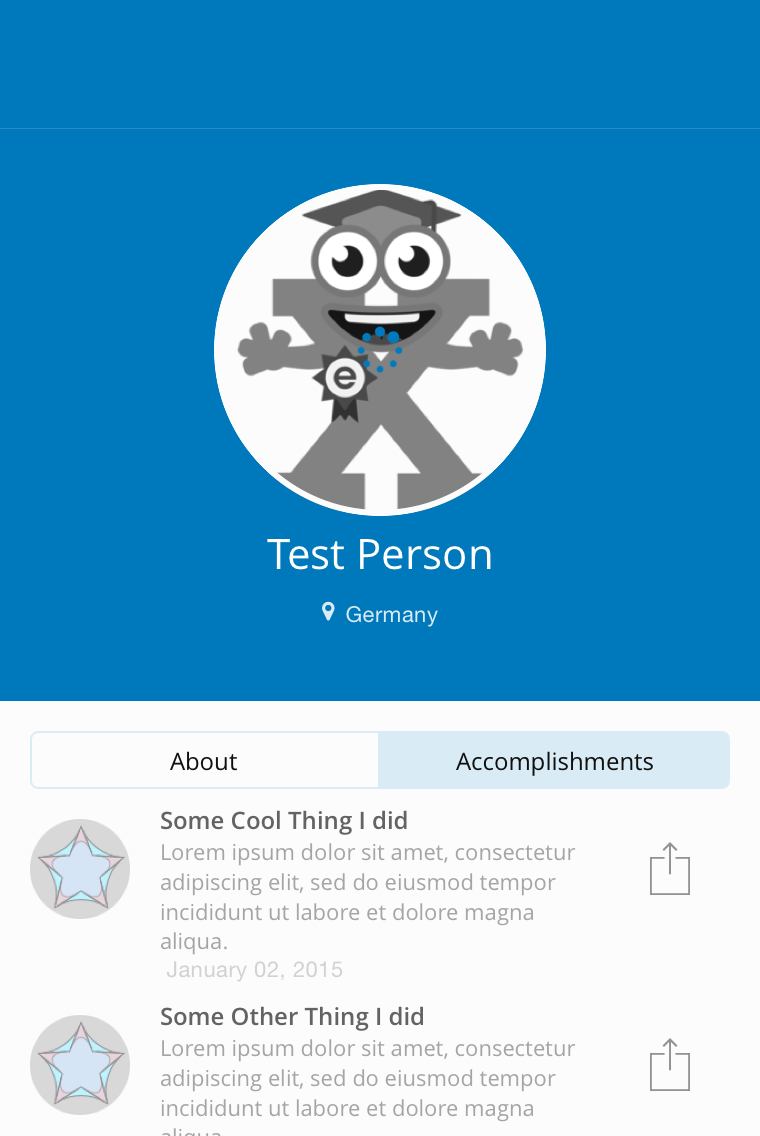 e
Test Person
Germany
About
Accomplishments
Some Cool Thing I did
Lorem ipsum dolor sit amet, consectetur
adipiscing elit, sed do eiusmod tempor
incididunt ut labore et dolore magna
aliqua.
January 02, 2015
Some Other Thing I did
Lorem ipsum dolor sit amet, consectetur
adipiscing elit, sed do eiusmod tempor
incididunt ut labore et dolore magna
aliqua.